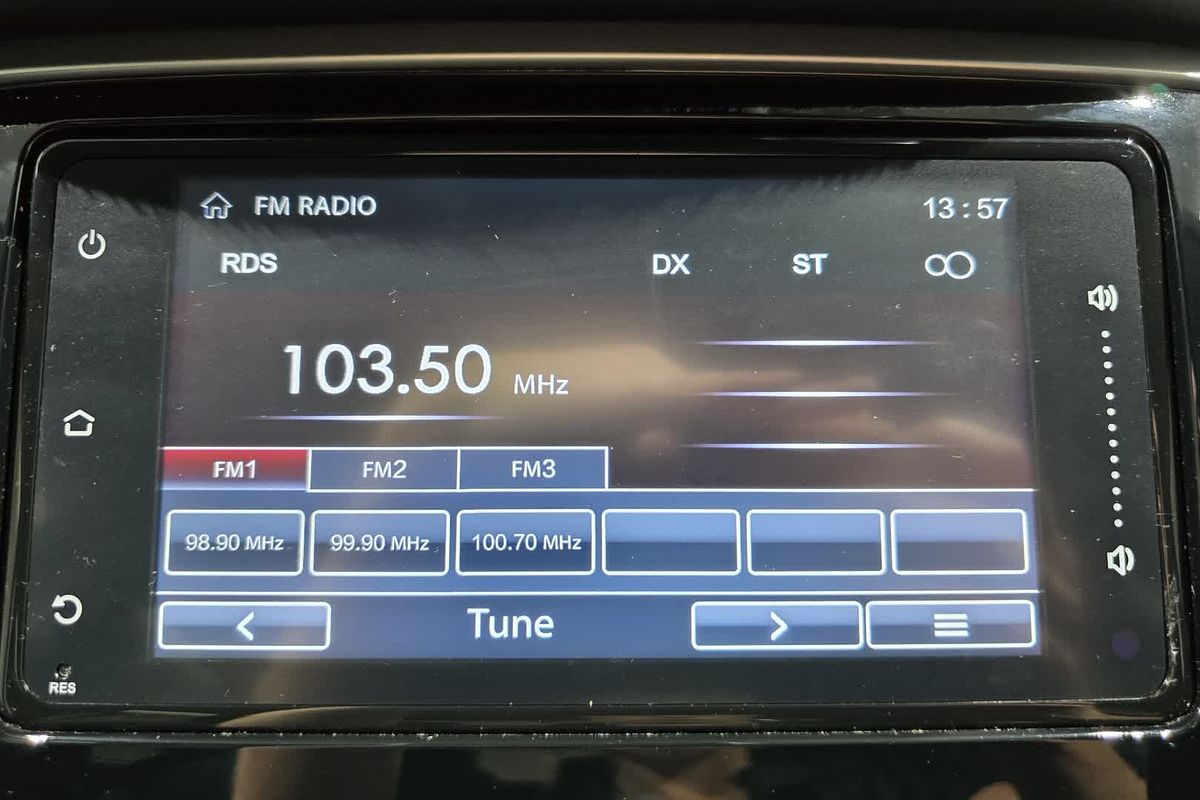 FM RADIO 13:57
RDS DX ST
103.50 MHz
FM1 FM2 FM3
98.90 MHz 99.90 MHz 100.70 MHz
Tune
RES